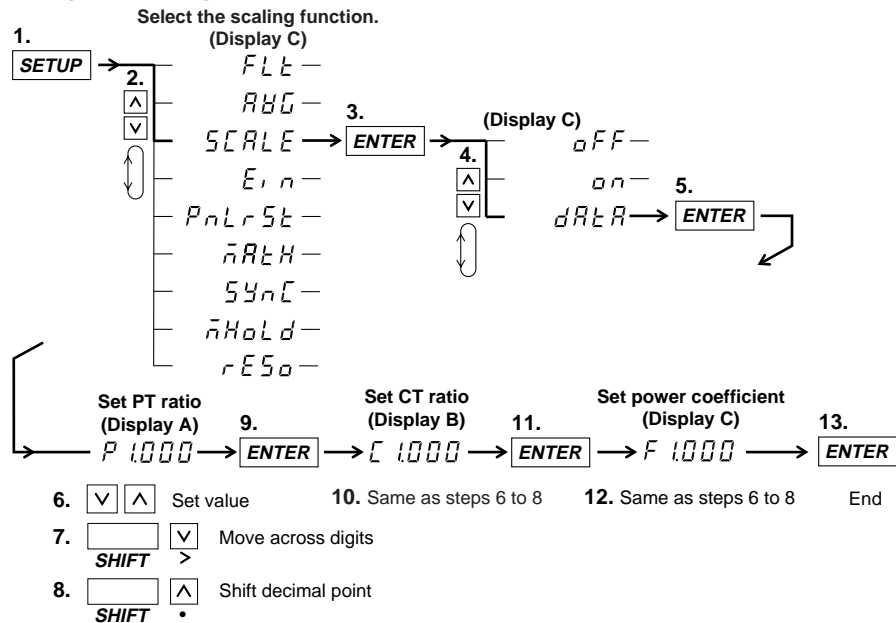 Select the scaling function.
(Display C)
1.
SETUP
2.
FLt
AVG
SCALE
Ein
PnLrSt
MAtH
SYnC
MHoLd
rESo
3.
ENTER
(Display C)
4.
oFF
on
dAtA
5.
ENTER
Set PT ratio
(Display A)
P 1.000
9.
ENTER
Set CT ratio
(Display B)
C 1.000
11.
ENTER
Set power coefficient
(Display C)
F 1.000
13.
ENTER
6. Set value
10. Same as steps 6 to 8
12. Same as steps 6 to 8
End
7. Move across digits
SHIFT >
8. Shift decimal point
SHIFT •